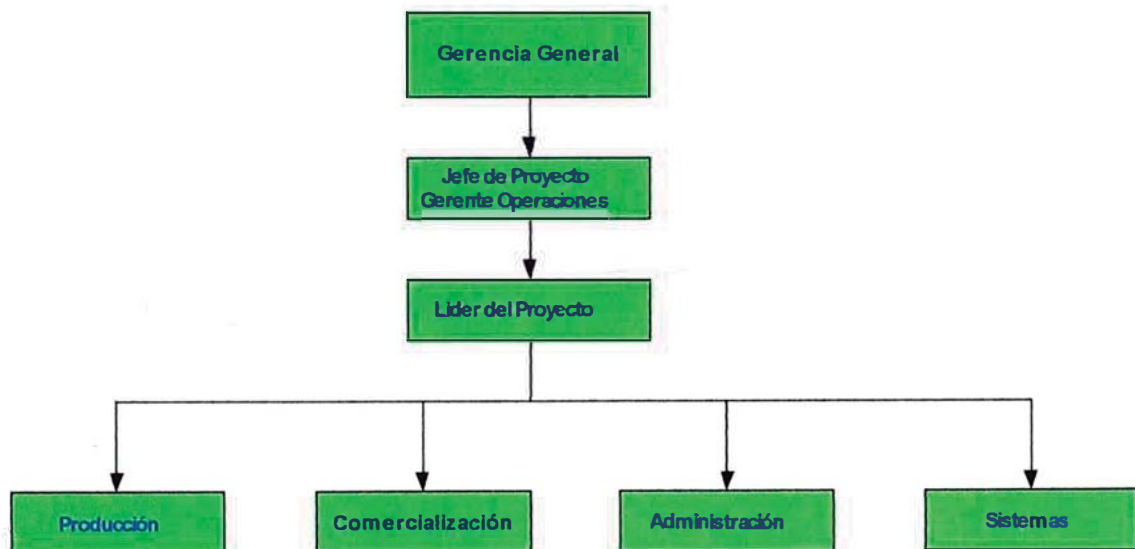 Gerencia General
Jefe de Proyecto
Gerente Operaciones
Lider del Proyecto
Producción
Comercialización
Administración
Sistemas